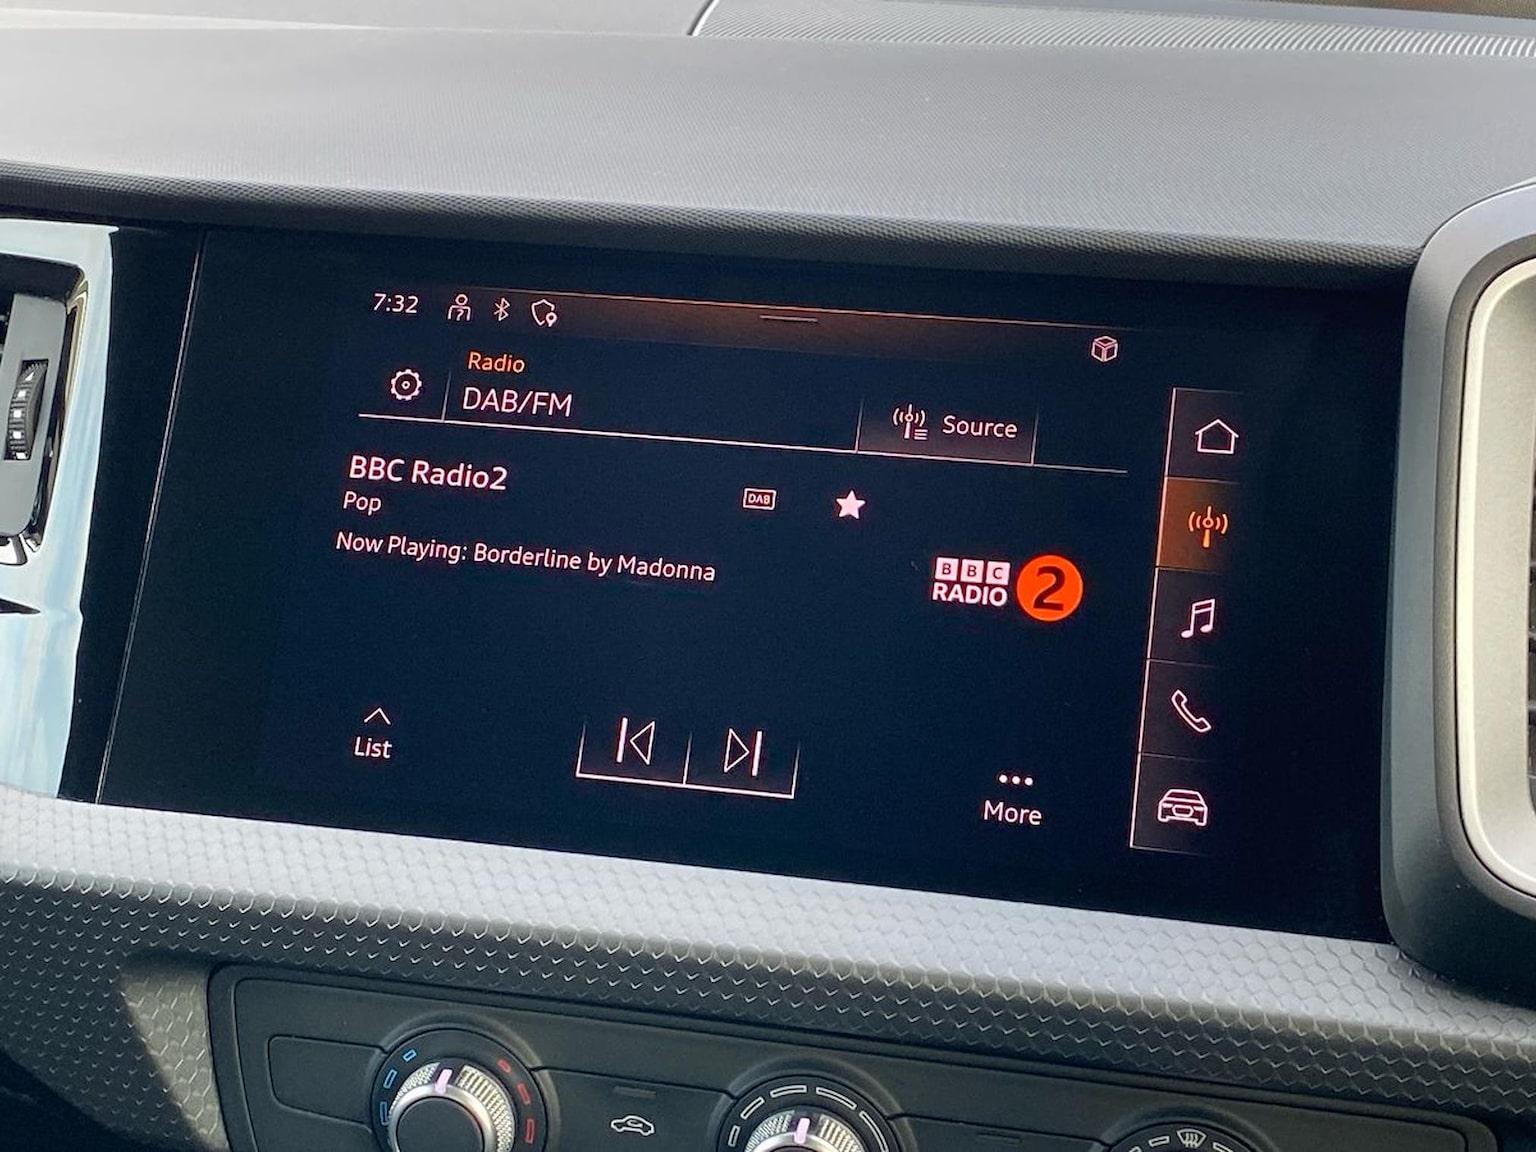 7:32
Radio
DAB/FM
Source
BBC Radio2
DAB
Pop
Now Playing: Borderline by Madonna
BBC
RADIO 2
List
More